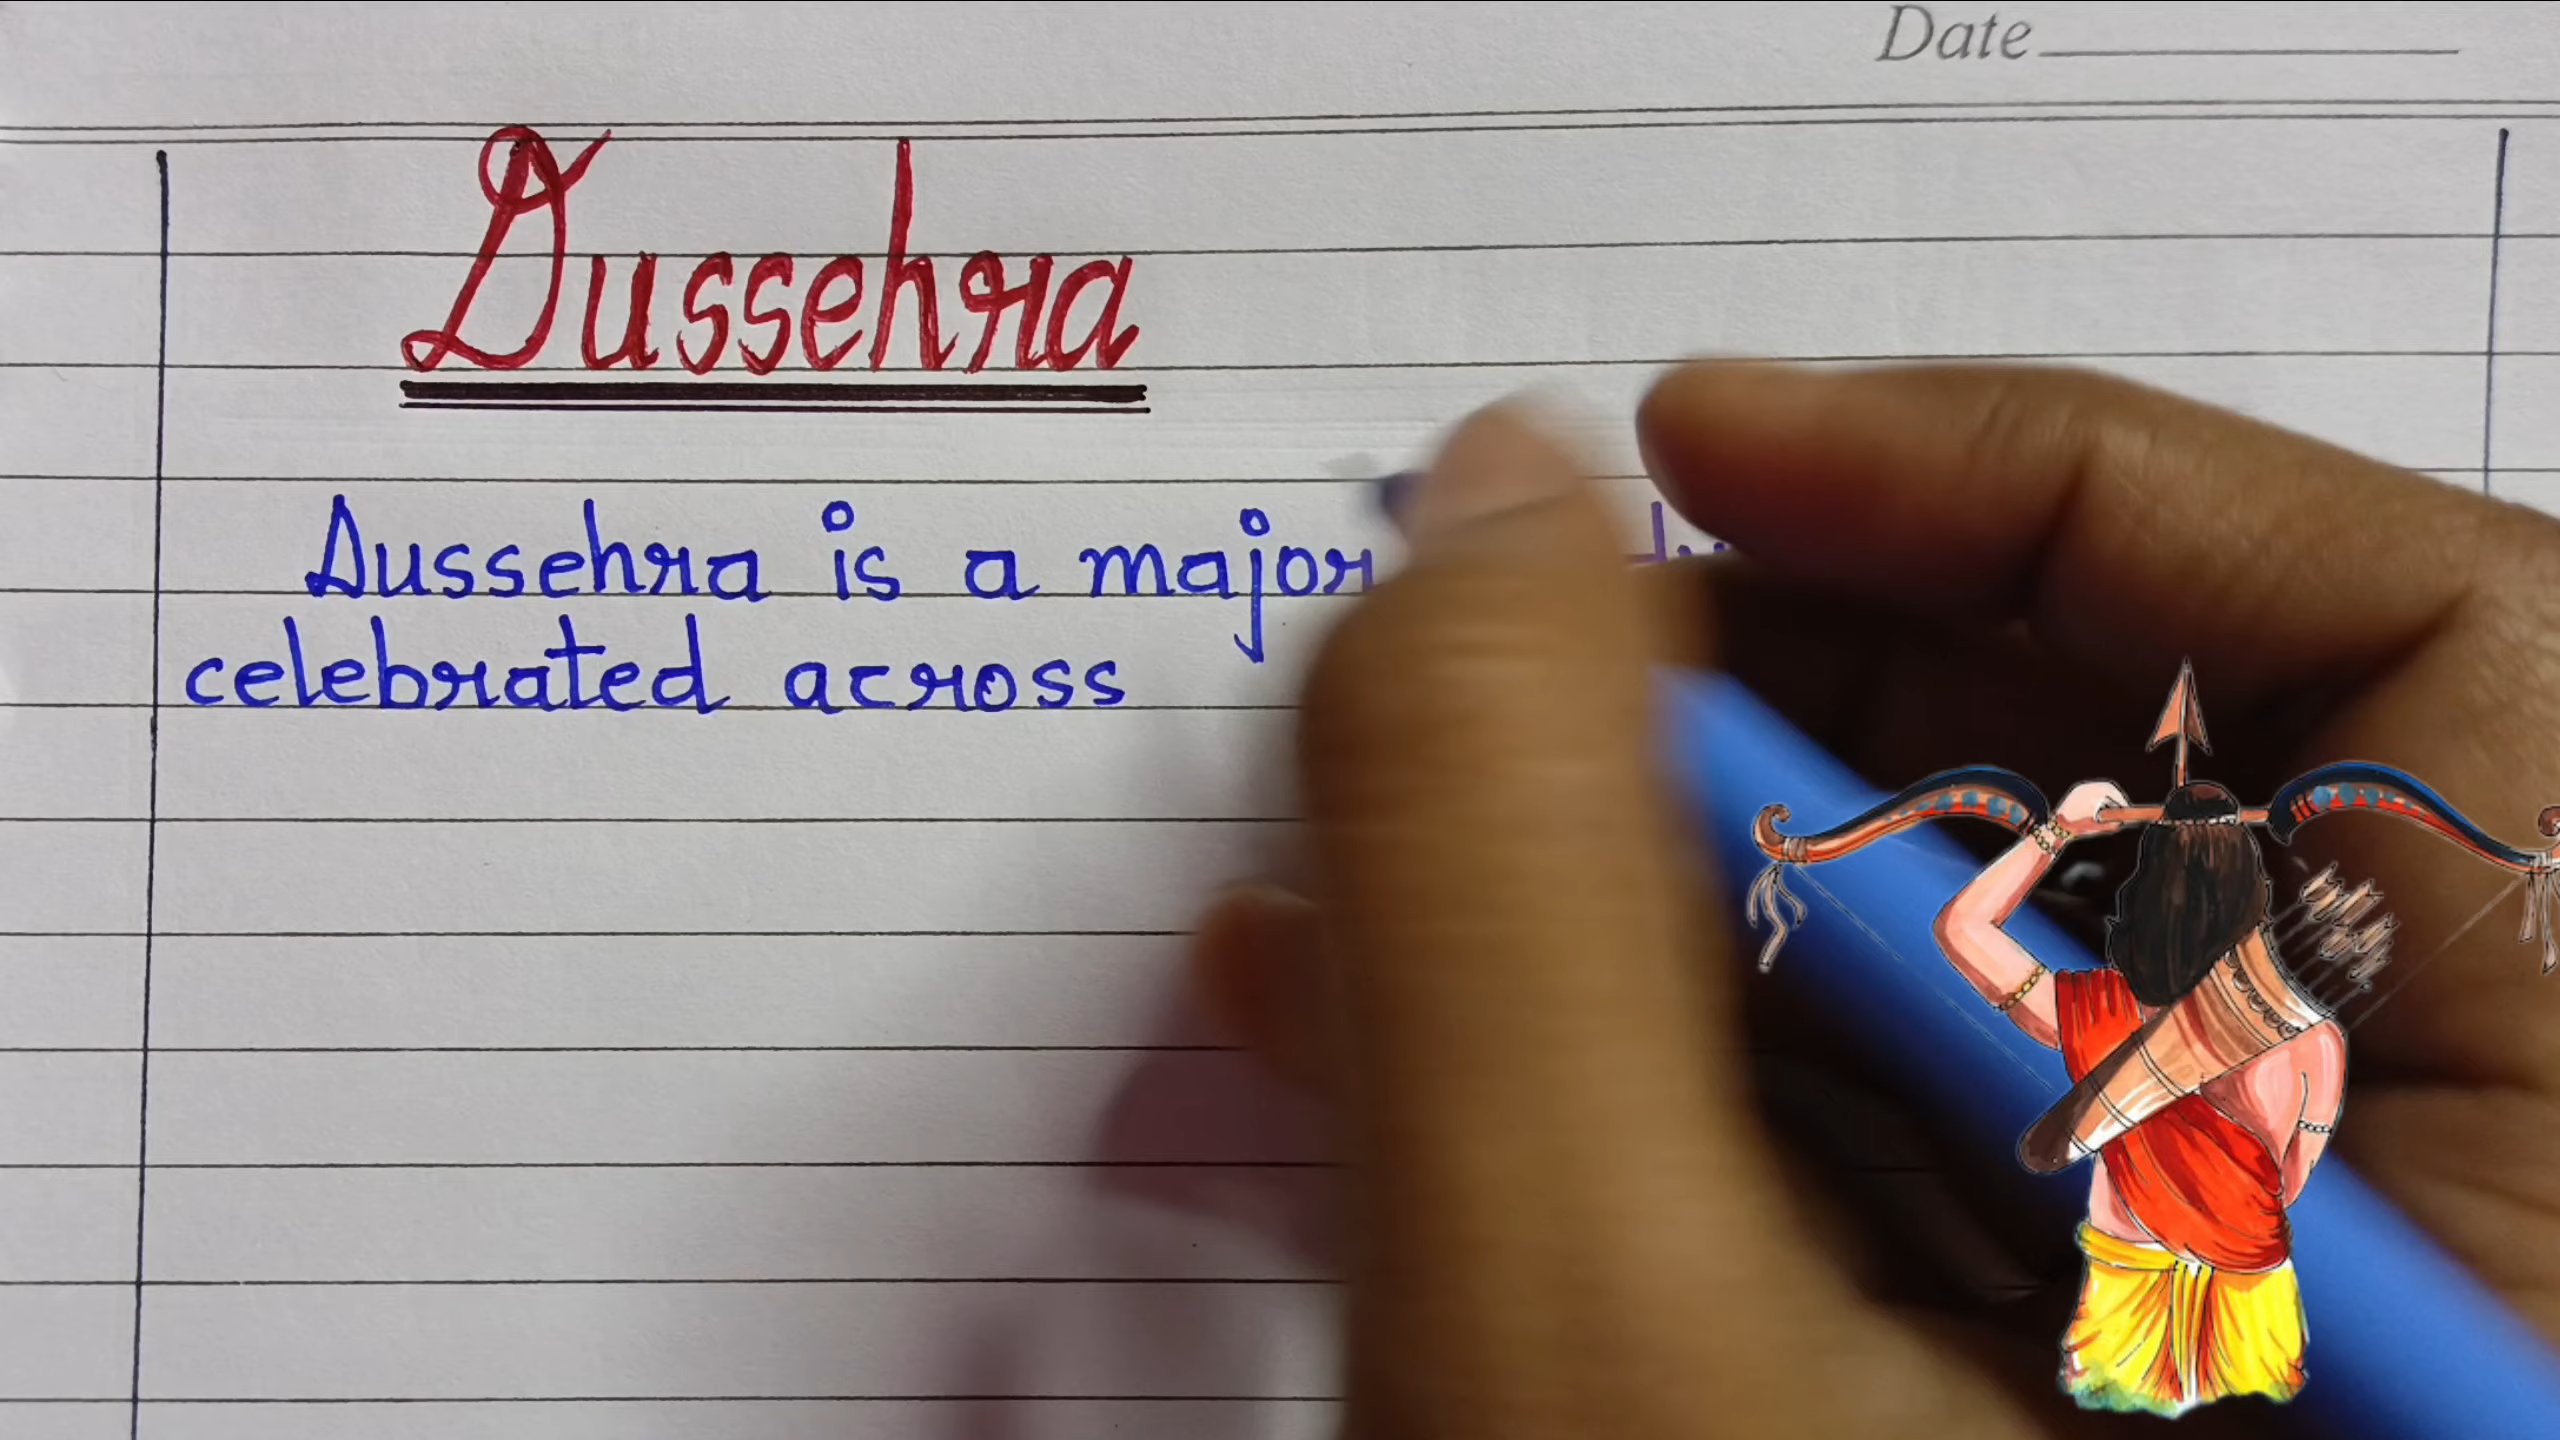 Date
Dussehra
Dussehra is a major
celebrated across